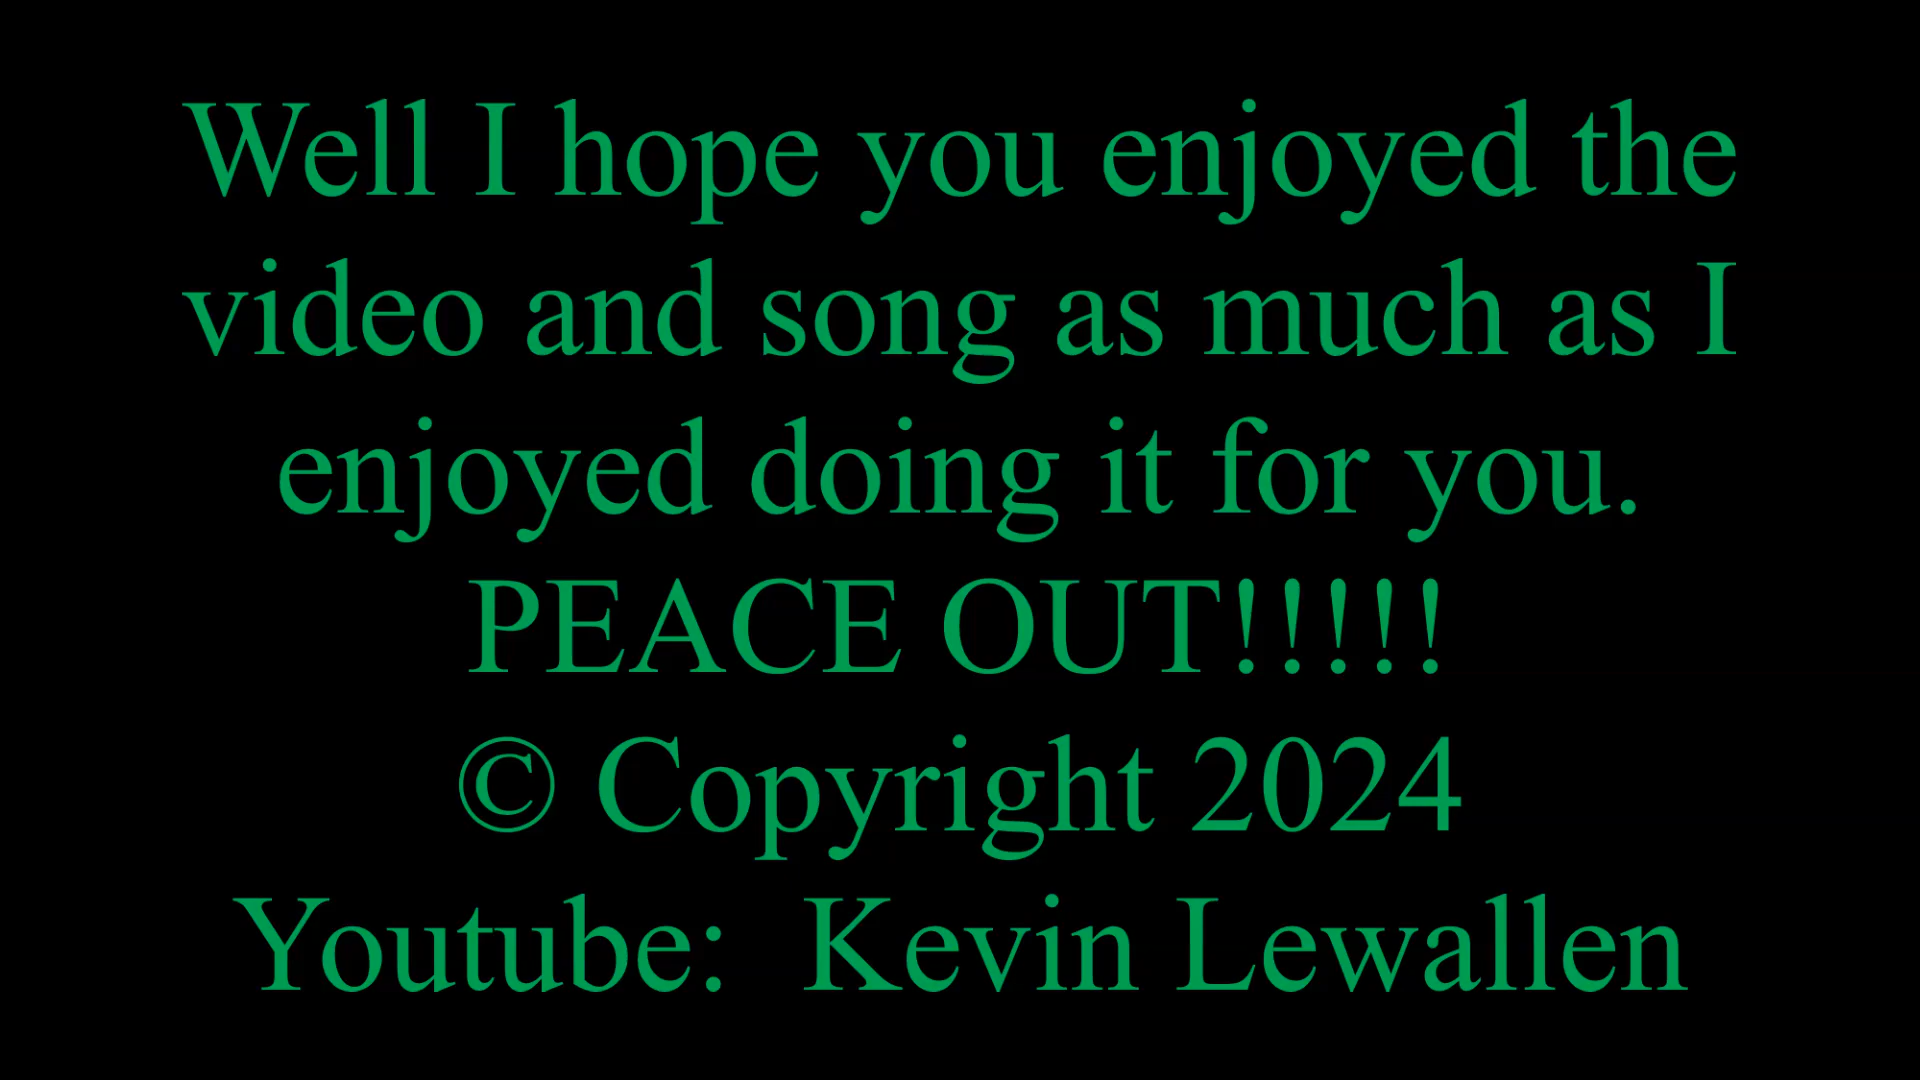 Well I hope you enjoyed the
video and song as much as I
enjoyed doing it for you.
PEACE OUT!!!!!
© Copyright 2024
Youtube:  Kevin Lewallen